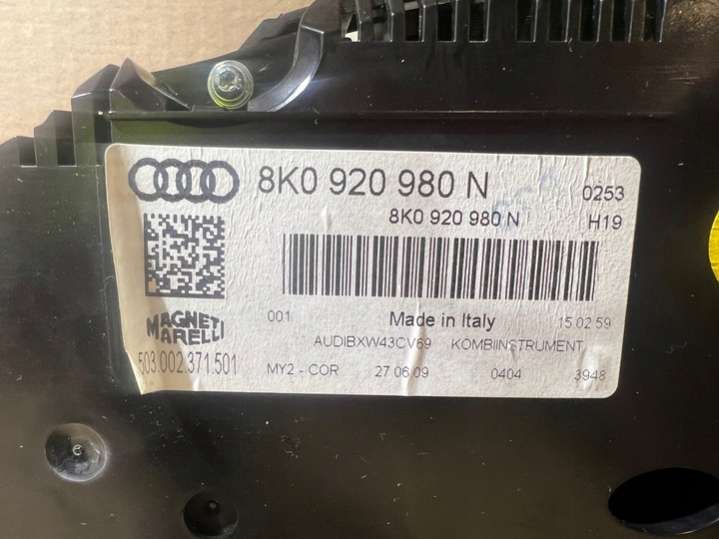 8K0 920 980 N 0253
8K0 920 980 N H19
001 Made in Italy 15:02:59
MAGNETI MARELLI AUDIBXW43CV69 KOMBIINSTRUMENT
503.002.371.501 MY2 - COR 27 06 09 0404 3948